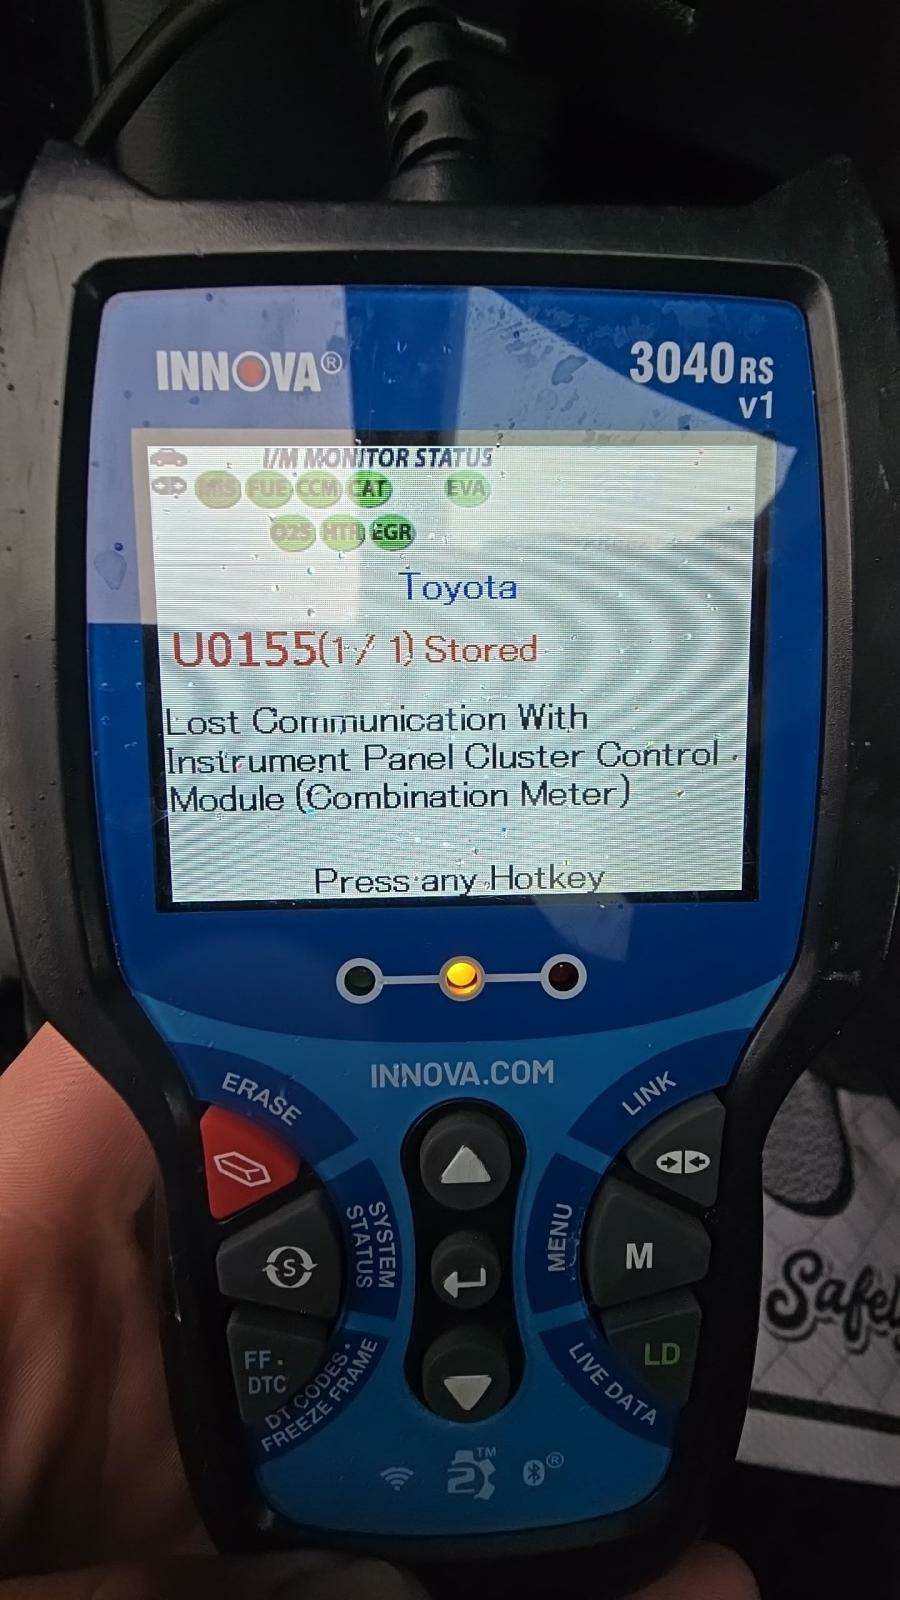 INNOVA®
3040RS
v1
I/M MONITOR STATUS
MIS FUE CCM CAT EVA
O2S HTR EGR
Toyota
U0155(1 / 1) Stored
Lost Communication With
Instrument Panel Cluster Control
Module (Combination Meter)
Press any Hotkey
INNOVA.COM
ERASE
LINK
S
SYSTEM
STATUS
MENU
M
FF.
DTC
DT CODES •
FREEZE FRAME
LD
LIVE DATA
2 TM
®